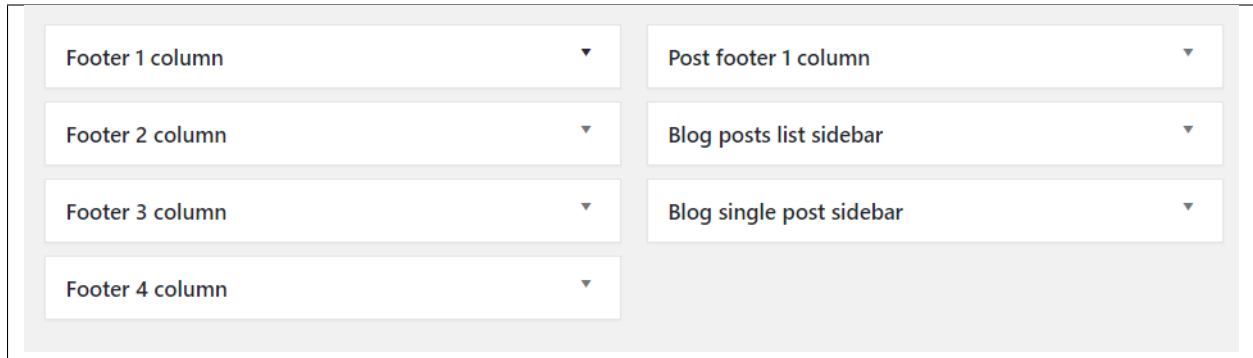 Footer 1 column
Footer 2 column
Footer 3 column
Footer 4 column
Post footer 1 column
Blog posts list sidebar
Blog single post sidebar